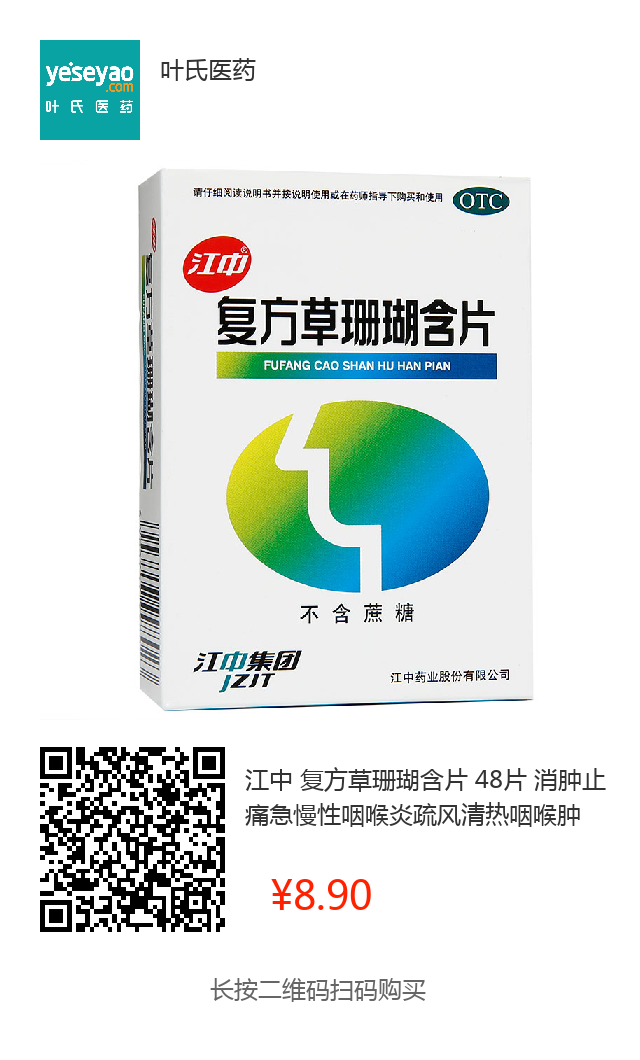 yeseyao
.com
叶氏医药
叶氏医药
请仔细阅读说明书并按说明使用或在药师指导下购买和使用
OTC
江中®
复方草珊瑚含片
FUFANG CAO SHAN HU HAN PIAN
不含蔗糖
江中集团
JZJT
江中药业股份有限公司
江中 复方草珊瑚含片 48片 消肿止
痛急慢性咽喉炎疏风清热咽喉肿
¥8.90
长按二维码扫码购买